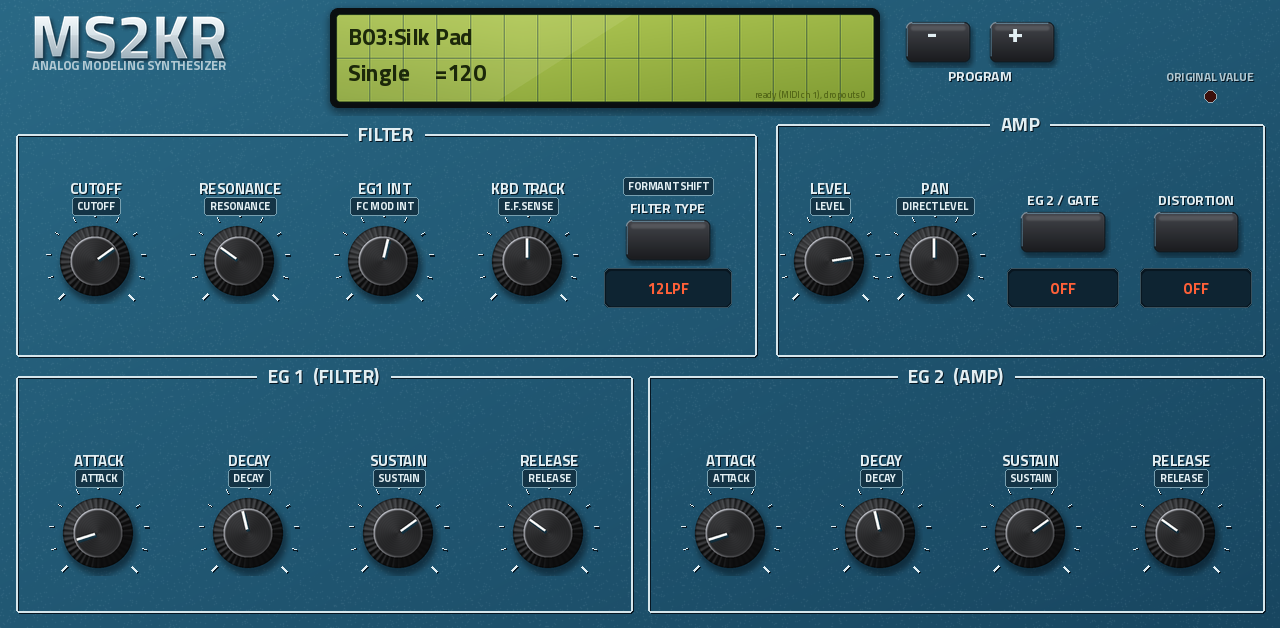 MS2KR
ANALOG MODELING SYNTHESIZER
B03:Silk Pad
Single =120
ready (MIDI ch 1), dropouts 0
-
+
PROGRAM
ORIGINAL VALUE
FILTER
CUTOFF
CUTOFF
RESONANCE
RESONANCE
EG1 INT
FC MOD INT
KBD TRACK
E.F.SENSE
FORMANT SHIFT
FILTER TYPE
12LPF
AMP
LEVEL
LEVEL
PAN
DIRECT LEVEL
EG 2 / GATE
OFF
DISTORTION
OFF
EG 1 (FILTER)
ATTACK
ATTACK
DECAY
DECAY
SUSTAIN
SUSTAIN
RELEASE
RELEASE
EG 2 (AMP)
ATTACK
ATTACK
DECAY
DECAY
SUSTAIN
SUSTAIN
RELEASE
RELEASE